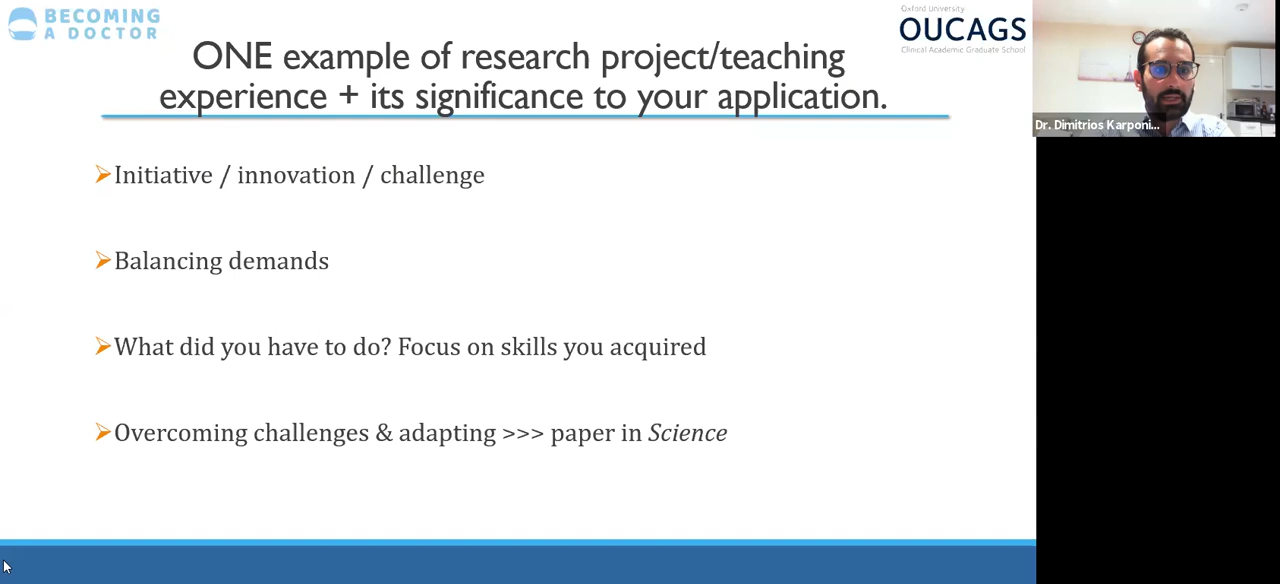 BECOMING
A DOCTOR
Oxford University
OUCAGS
Clinical Academic Graduate School
ONE example of research project/teaching
experience + its significance to your application.
Dr. Dimitrios Karponi...
Initiative / innovation / challenge
Balancing demands
What did you have to do? Focus on skills you acquired
Overcoming challenges & adapting >>> paper in Science